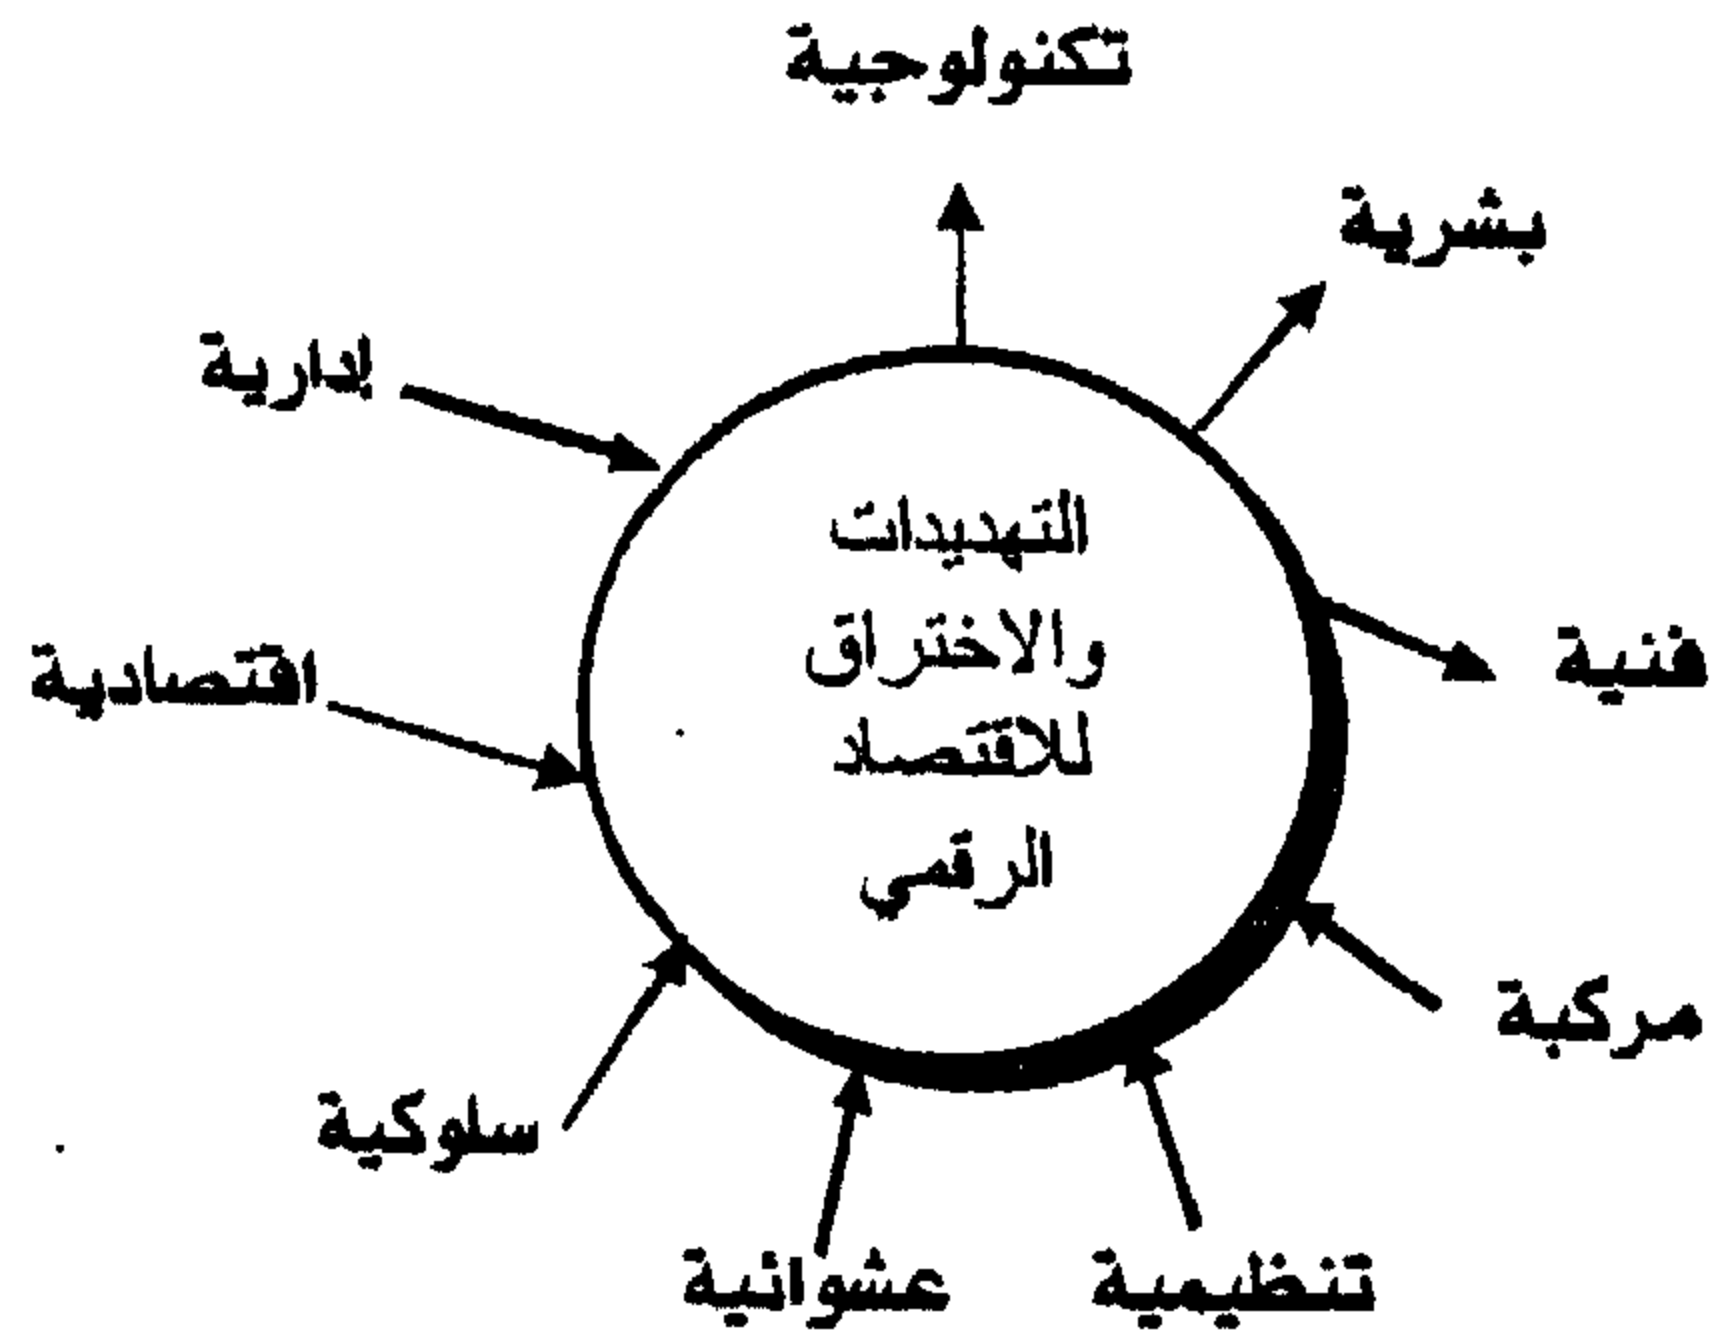 تكنولوجية
بشرية
إدارية
التهديدات
والاختراق
للاقتصاد
الرقمي
فنية
اقتصادية
مركبة
سلوكية
تنظيمية
عشوائية